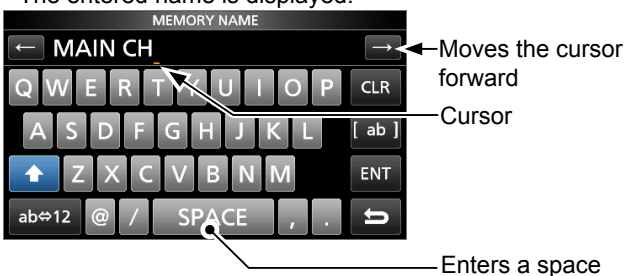 The entered name is displayed.
MEMORY NAME
← MAIN CH_ →
Moves the cursor
forward
Q W E R T Y U I O P CLR
Cursor
A S D F G H J K L [ ab ]
Z X C V B N M ENT
ab⇔12 @ / SPACE , .
Enters a space